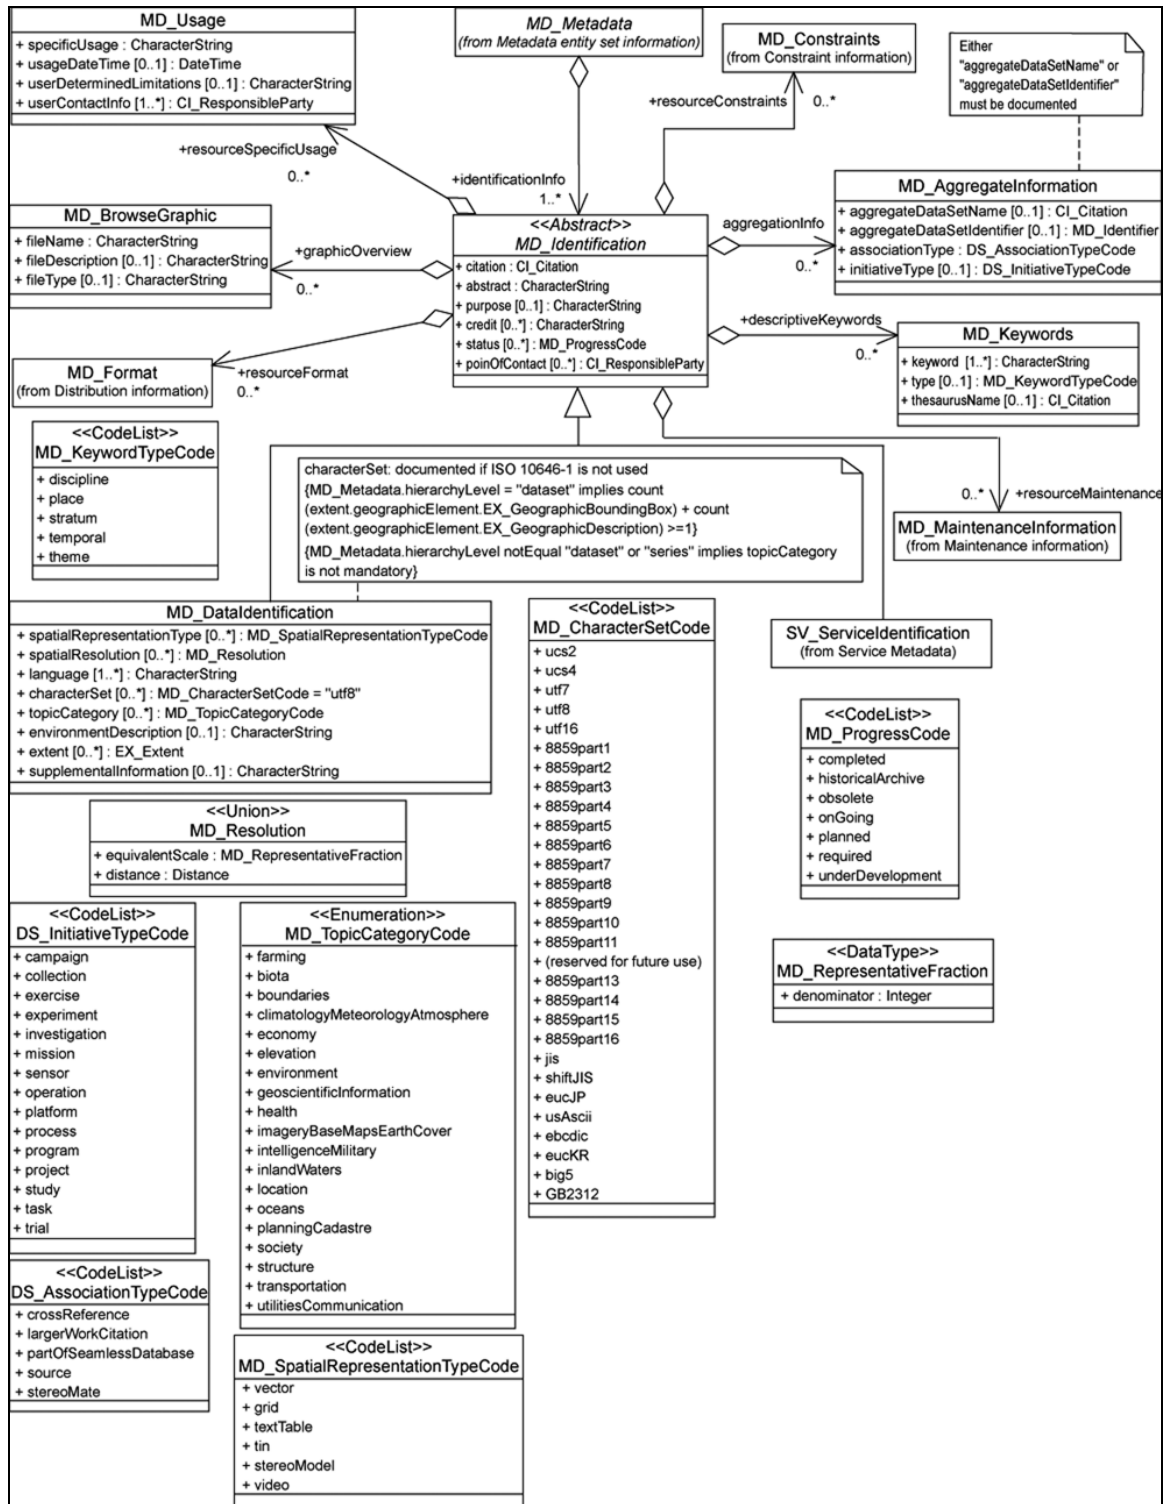 MD_Usage
+ specificUsage : CharacterString
+ usageDateTime [0..1] : DateTime
+ userDeterminedLimitations [0..1] : CharacterString
+ userContactInfo [1..*] : CI_ResponsibleParty
MD_Metadata
(from Metadata entity set information)
MD_Constraints
(from Constraint information)
Either
"aggregateDataSetName" or
"aggregateDataSetIdentifier"
must be documented
+resourceConstraints
0..*
+resourceSpecificUsage
0..*
+identificationInfo
1..*
MD_BrowseGraphic
+ fileName : CharacterString
+ fileDescription [0..1] : CharacterString
+ fileType [0..1] : CharacterString
+graphicOverview
0..*
<<Abstract>>
MD_Identification
+ citation : CI_Citation
+ abstract : CharacterString
+ purpose [0..1] : CharacterString
+ credit [0..*] : CharacterString
+ status [0..*] : MD_ProgressCode
+ poinOfContact [0..*] : CI_ResponsibleParty
aggregationInfo
0..*
MD_AggregateInformation
+ aggregateDataSetName [0..1] : CI_Citation
+ aggregateDataSetIdentifier [0..1] : MD_Identifier
+ associationType : DS_AssociationTypeCode
+ initiativeType [0..1] : DS_InitiativeTypeCode
+descriptiveKeywords
0..*
MD_Keywords
+ keyword [1..*] : CharacterString
+ type [0..1] : MD_KeywordTypeCode
+ thesaurusName [0..1] : CI_Citation
MD_Format
(from Distribution information)
+resourceFormat
0..*
<<CodeList>>
MD_KeywordTypeCode
+ discipline
+ place
+ stratum
+ temporal
+ theme
characterSet: documented if ISO 10646-1 is not used
{MD_Metadata.hierarchyLevel = "dataset" implies count
(extent.geographicElement.EX_GeographicBoundingBox) + count
(extent.geographicElement.EX_GeographicDescription) >=1}
{MD_Metadata.hierarchyLevel notEqual "dataset" or "series" implies topicCategory
is not mandatory}
0..*
+resourceMaintenance
MD_MaintenanceInformation
(from Maintenance information)
MD_DataIdentification
+ spatialRepresentationType [0..*] : MD_SpatialRepresentationTypeCode
+ spatialResolution [0..*] : MD_Resolution
+ language [1..*] : CharacterString
+ characterSet [0..*] : MD_CharacterSetCode = "utf8"
+ topicCategory [0..*] : MD_TopicCategoryCode
+ environmentDescription [0..1] : CharacterString
+ extent [0..*] : EX_Extent
+ supplementalInformation [0..1] : CharacterString
<<CodeList>>
MD_CharacterSetCode
+ ucs2
+ ucs4
+ utf7
+ utf8
+ utf16
+ 8859part1
+ 8859part2
+ 8859part3
+ 8859part4
+ 8859part5
+ 8859part6
+ 8859part7
+ 8859part8
+ 8859part9
+ 8859part10
+ 8859part11
+ (reserved for future use)
+ 8859part13
+ 8859part14
+ 8859part15
+ 8859part16
+ jis
+ shiftJIS
+ eucJP
+ usAscii
+ ebcdic
+ eucKR
+ big5
+ GB2312
SV_ServiceIdentification
(from Service Metadata)
<<CodeList>>
MD_ProgressCode
+ completed
+ historicalArchive
+ obsolete
+ onGoing
+ planned
+ required
+ underDevelopment
<<Union>>
MD_Resolution
+ equivalentScale : MD_RepresentativeFraction
+ distance : Distance
<<DataType>>
MD_RepresentativeFraction
+ denominator : Integer
<<CodeList>>
DS_InitiativeTypeCode
+ campaign
+ collection
+ exercise
+ experiment
+ investigation
+ mission
+ sensor
+ operation
+ platform
+ process
+ program
+ project
+ study
+ task
+ trial
<<Enumeration>>
MD_TopicCategoryCode
+ farming
+ biota
+ boundaries
+ climatologyMeteorologyAtmosphere
+ economy
+ elevation
+ environment
+ geoscientificInformation
+ health
+ imageryBaseMapsEarthCover
+ intelligenceMilitary
+ inlandWaters
+ location
+ oceans
+ planningCadastre
+ society
+ structure
+ transportation
+ utilitiesCommunication
<<CodeList>>
DS_AssociationTypeCode
+ crossReference
+ largerWorkCitation
+ partOfSeamlessDatabase
+ source
+ stereoMate
<<CodeList>>
MD_SpatialRepresentationTypeCode
+ vector
+ grid
+ textTable
+ tin
+ stereoModel
+ video